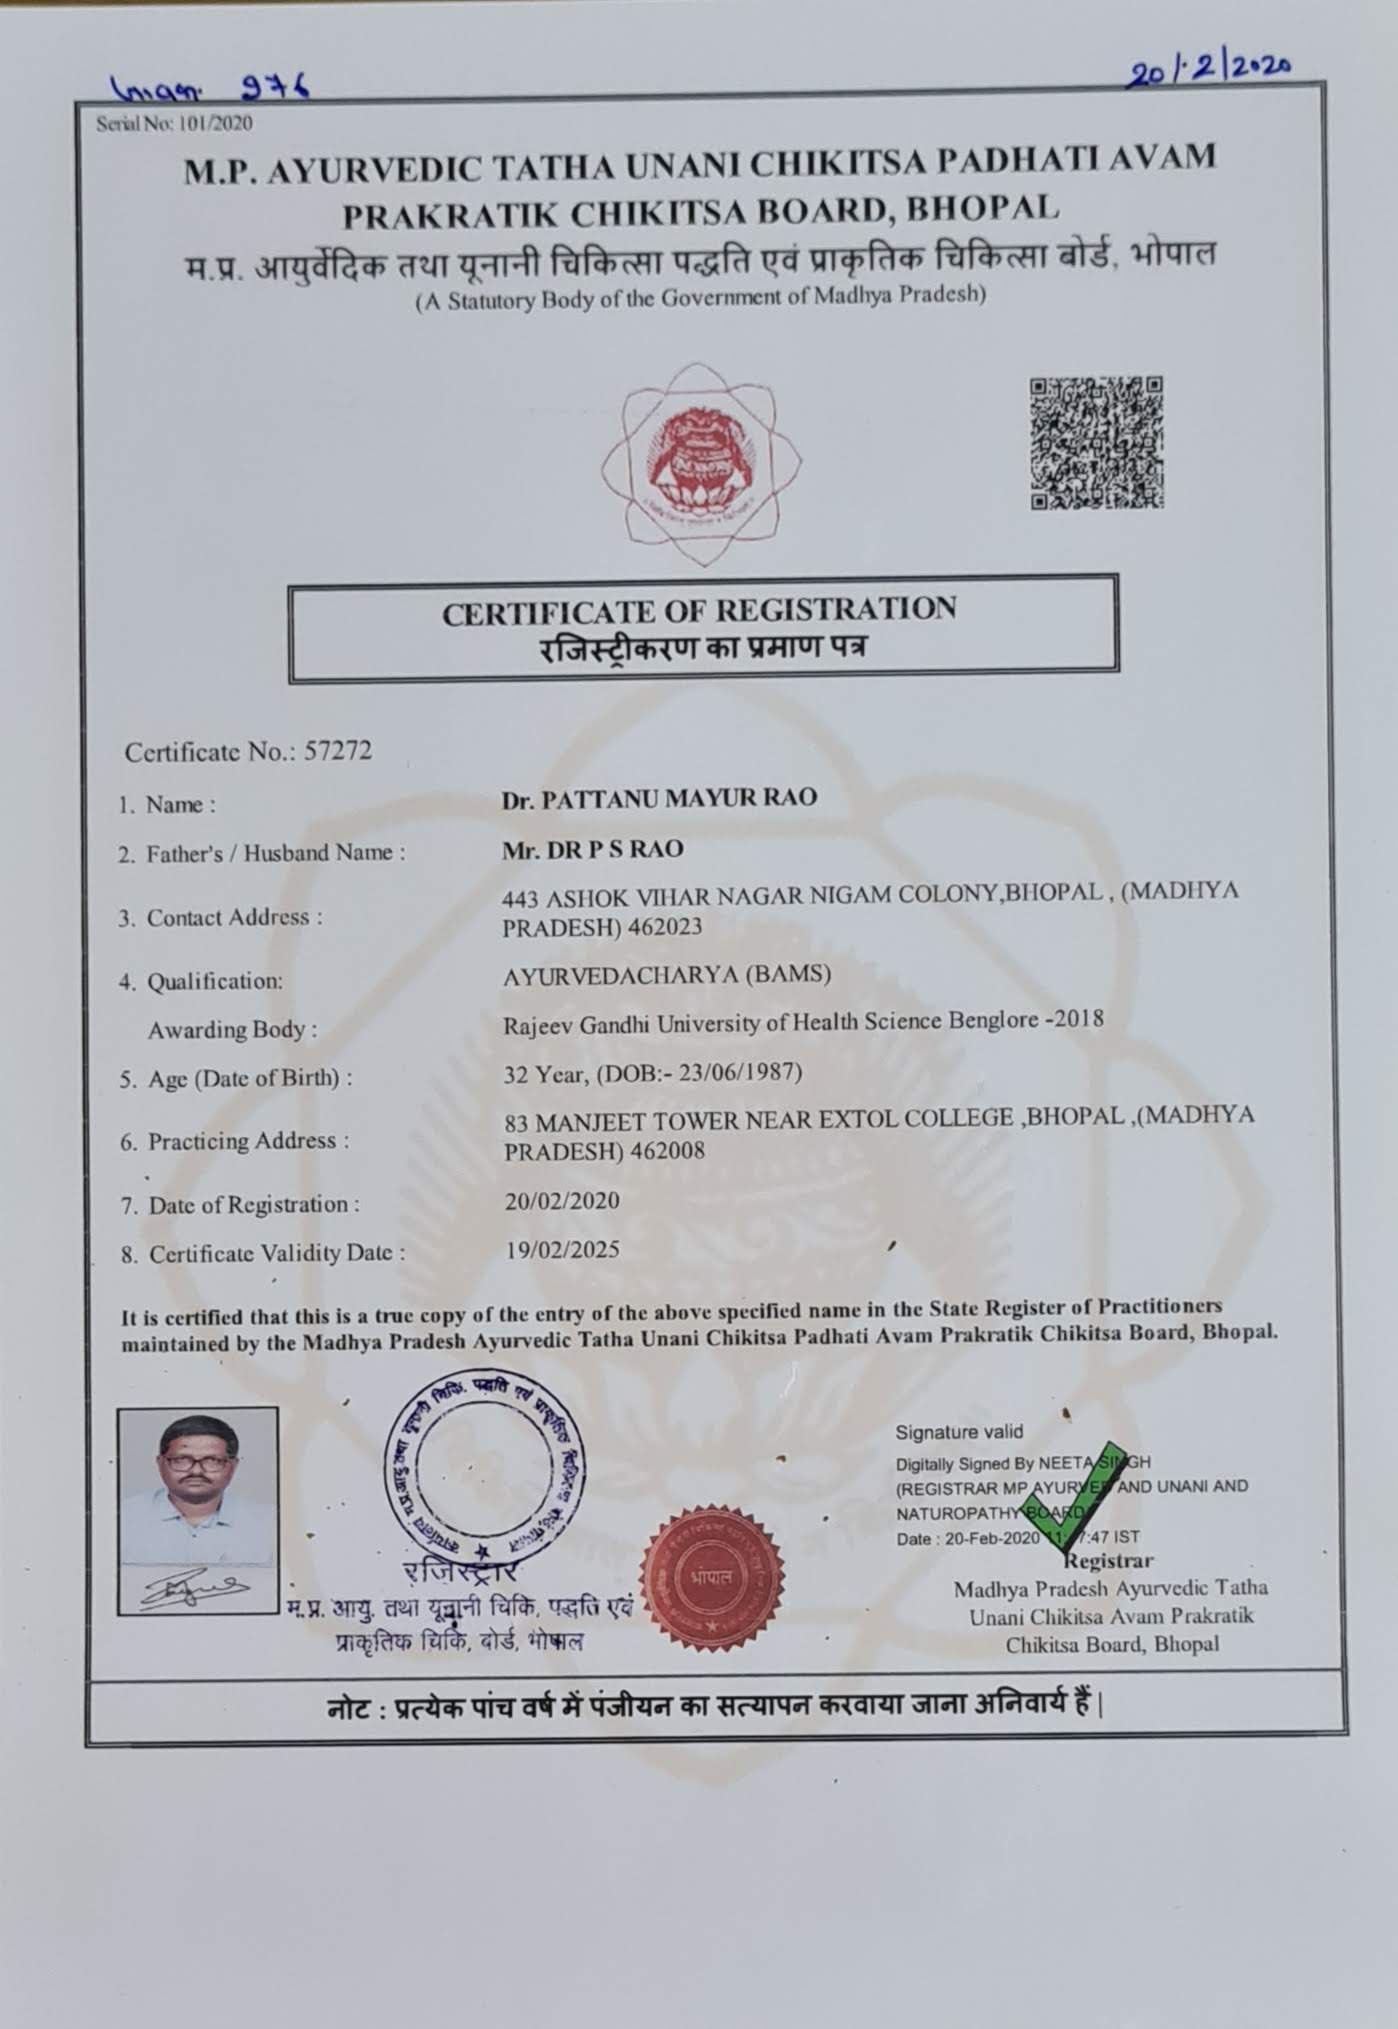 976
20/2/2020
Serial No: 101/2020
M.P. AYURVEDIC TATHA UNANI CHIKITSA PADHATI AVAM
PRAKRATIK CHIKITSA BOARD, BHOPAL
म.प्र. आयुर्वेदिक तथा यूनानी चिकित्सा पद्धति एवं प्राकृतिक चिकित्सा बोर्ड, भोपाल
(A Statutory Body of the Government of Madhya Pradesh)
CERTIFICATE OF REGISTRATION
रजिस्ट्रीकरण का प्रमाण पत्र
Certificate No.: 57272
1. Name : Dr. PATTANU MAYUR RAO
2. Father's / Husband Name : Mr. DR P S RAO
3. Contact Address : 443 ASHOK VIHAR NAGAR NIGAM COLONY,BHOPAL , (MADHYA
PRADESH) 462023
4. Qualification: AYURVEDACHARYA (BAMS)
Awarding Body : Rajeev Gandhi University of Health Science Benglore -2018
5. Age (Date of Birth) : 32 Year, (DOB:- 23/06/1987)
6. Practicing Address : 83 MANJEET TOWER NEAR EXTOL COLLEGE ,BHOPAL ,(MADHYA
PRADESH) 462008
7. Date of Registration : 20/02/2020
8. Certificate Validity Date : 19/02/2025
It is certified that this is a true copy of the entry of the above specified name in the State Register of Practitioners
maintained by the Madhya Pradesh Ayurvedic Tatha Unani Chikitsa Padhati Avam Prakratik Chikitsa Board, Bhopal.
रजिस्ट्रार
म.प्र. आयु. तथा यूनानी चिकि. पद्धति एवं
प्राकृतिक चिकि. बोर्ड, भोपाल
भोपाल
Signature valid
Digitally Signed By NEETA SINGH
(REGISTRAR MP AYURVED AND UNANI AND
NATUROPATHY BOARD
Date : 20-Feb-2020 :47 IST
Registrar
Madhya Pradesh Ayurvedic Tatha
Unani Chikitsa Avam Prakratik
Chikitsa Board, Bhopal
नोट : प्रत्येक पांच वर्ष में पंजीयन का सत्यापन करवाया जाना अनिवार्य हैं |